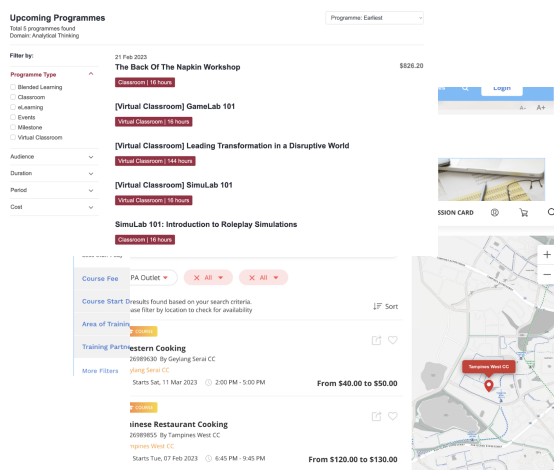 Upcoming Programmes
Total 5 programmes found
Domain: Analytical Thinking
Programme: Earliest
Filter by:
Programme Type
Blended Learning
Classroom
eLearning
Events
Milestone
Virtual Classroom
Audience
Duration
Period
Cost
21 Feb 2023
The Back Of The Napkin Workshop
$826.20
Classroom | 16 hours
[Virtual Classroom] GameLab 101
Virtual Classroom | 16 hours
[Virtual Classroom] Leading Transformation in a Disruptive World
Virtual Classroom | 144 hours
[Virtual Classroom] SimuLab 101
Virtual Classroom | 16 hours
SimuLab 101: Introduction to Roleplay Simulations
Classroom | 16 hours
Login
A- A+
SSION CARD
Course Fee
Course Start D
Area of Trainin
Training Partne
More Filters
PA Outlet
× All
× All
results found based on your search criteria.
ase filter by location to check for availability
Sort
COURSE
estern Cooking
26989630 By Geylang Serai CC
ylang Serai CC
Starts Sat, 11 Mar 2023 2:00 PM - 5:00 PM
From $40.00 to $50.00
COURSE
inese Restaurant Cooking
26989855 By Tampines West CC
mpines West CC
Starts Tue, 07 Feb 2023 6:45 PM - 9:45 PM
From $120.00 to $130.00
+
−
Tampines West CC